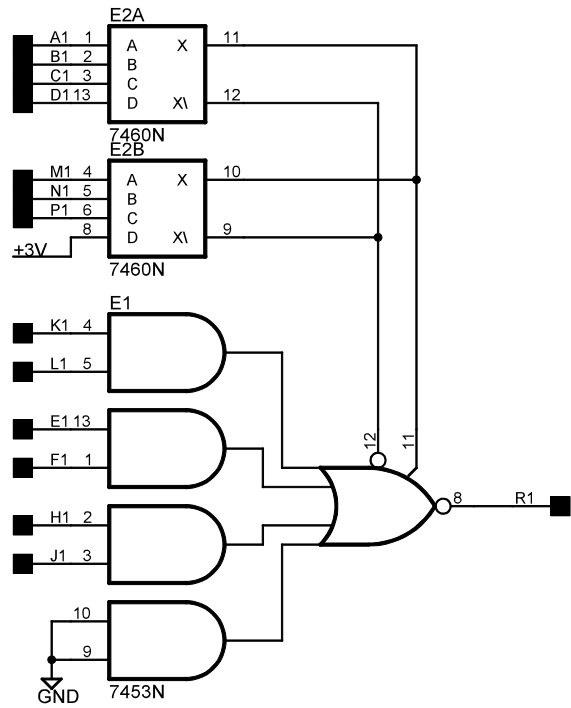 E2A
A1 1 A X 11
B1 2 B
C1 3 C
D1 13 D X\ 12
7460N
E2B
M1 4 A X 10
N1 5 B
P1 6 C
8 D X\ 9
+3V
7460N
E1
K1 4
L1 5
E1 13
F1 1
12
11
8 R1
H1 2
J1 3
10
9
GND
7453N